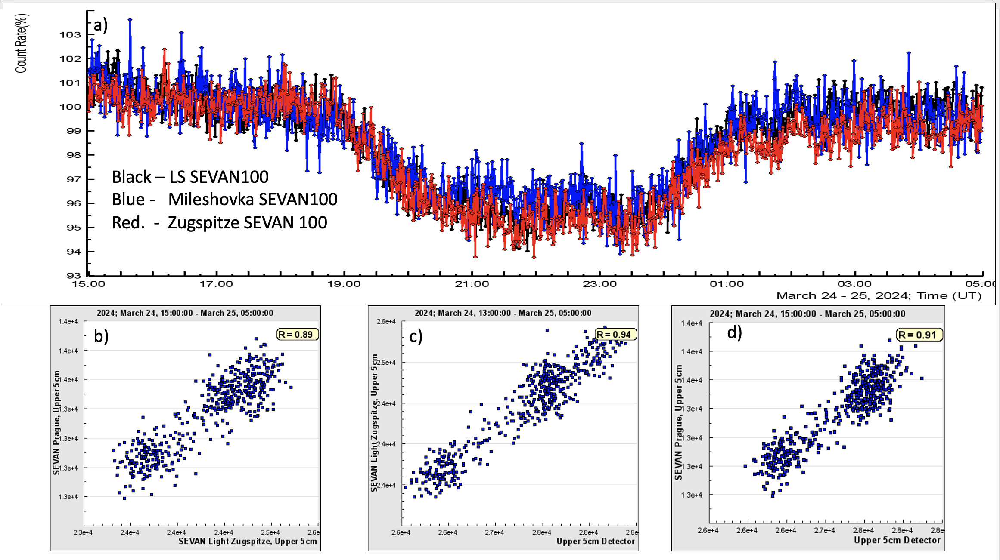 Count Rate(%)
a)
103
102
101
100
99
98
97
96
95
94
93
Black – LS SEVAN100
Blue - Mileshovka SEVAN100
Red. - Zugspitze SEVAN 100
15:00 17:00 19:00 21:00 23:00 01:00 03:00 05:00
March 24 - 25, 2024; Time (UT)
2024; March 24, 15:00:00 - March 25, 05:00:00
b)
R = 0.89
SEVAN Prague, Upper 5cm
1.4e+4
1.4e+4
1.4e+4
1.3e+4
1.3e+4
1.3e+4
1.3e+4
2.3e+4 2.4e+4 2.4e+4 2.4e+4 2.5e+4 2.6e
SEVAN Light Zugspitze, Upper 5cm
2024; March 24, 13:00:00 - March 25, 05:00:00
c)
R = 0.94
SEVAN Light Zugspitze, Upper 5cm
2.6e+4
2.5e+4
2.4e+4
2.4e+4
2.4e+4
2.6e+4 2.6e+4 2.7e+4 2.8e+4 2.8e+4 2.8e
Upper 5cm Detector
2024; March 24, 15:00:00 - March 25, 05:00:00
d)
R = 0.91
SEVAN Prague, Upper 5cm
1.4e+4
1.4e+4
1.4e+4
1.3e+4
1.3e+4
1.3e+4
1.3e+4
2.6e+4 2.6e+4 2.6e+4 2.7e+4 2.8e+4 2.8e+4 2.8e
Upper 5cm Detector